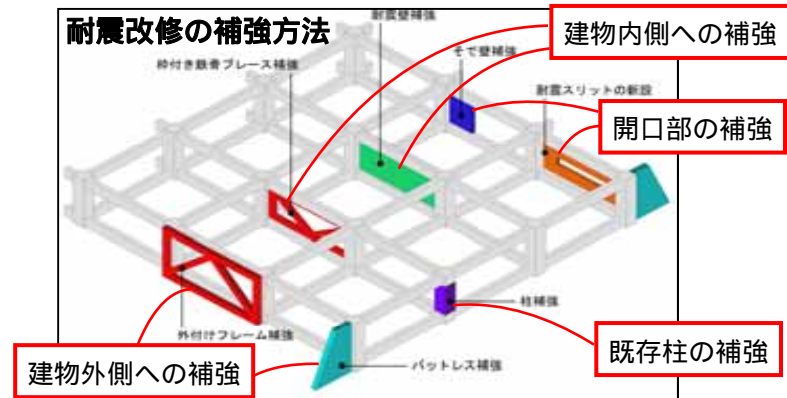 耐震改修の補強方法
耐震壁補強
建物内側への補強
そで壁補強
枠付き鉄骨ブレース補強
耐震スリットの新設
開口部の補強
柱補強
外付けフレーム補強
既存柱の補強
建物外側への補強
バットレス補強